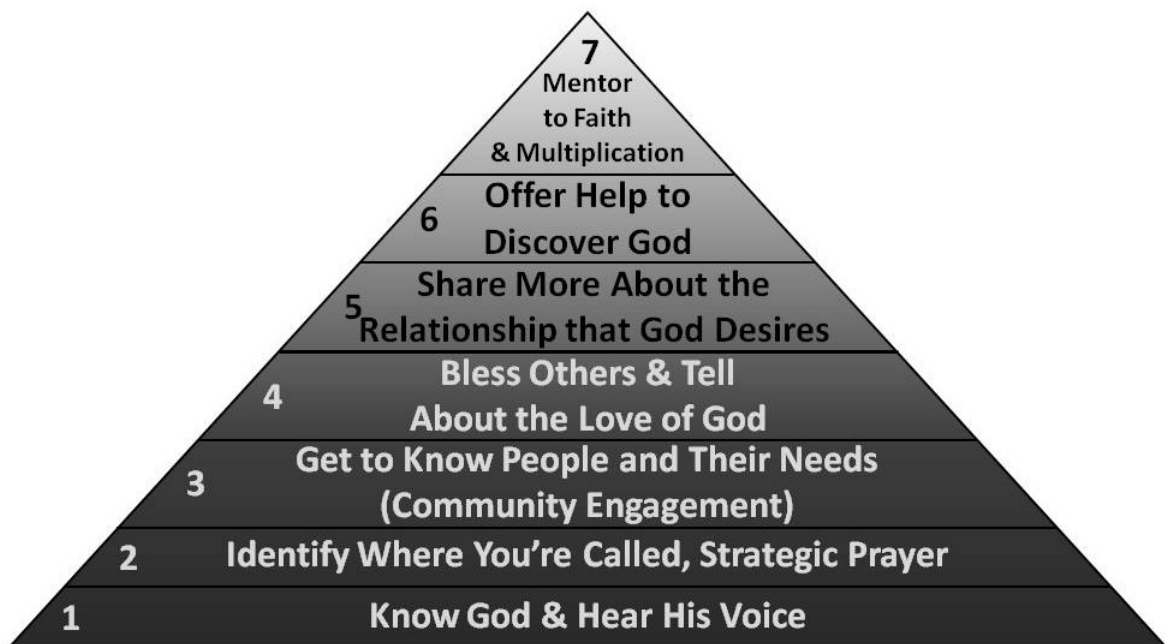 7
Mentor
to Faith
& Multiplication
6
Offer Help to
Discover God
5
Share More About the
Relationship that God Desires
4
Bless Others & Tell
About the Love of God
3
Get to Know People and Their Needs
(Community Engagement)
2
Identify Where You’re Called, Strategic Prayer
1
Know God & Hear His Voice